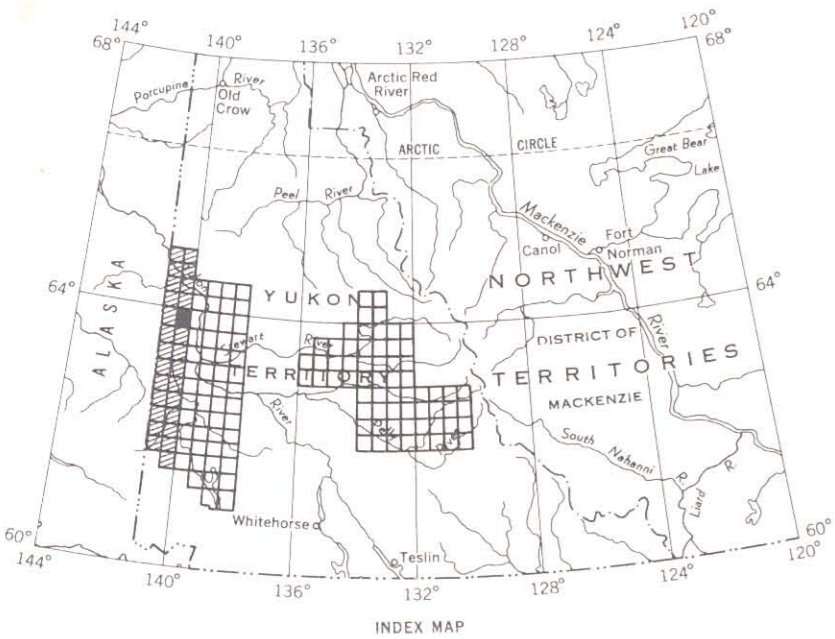 144°
140°
136°
132°
128°
124°
120°
68°
68°
Porcupine River
Old
Crow
Arctic Red
River
ARCTIC CIRCLE
Great Bear
Lake
Peel River
Mackenzie
Fort
Norman
Canol
River
ALASKA
64°
64°
YUKON
TERRITORY
NORTHWEST
TERRITORIES
DISTRICT OF
MACKENZIE
Stewart River
River
Pelly River
South Nahanni R.
Liard R.
Whitehorse
Teslin
60°
60°
144°
140°
136°
132°
128°
124°
120°
INDEX MAP